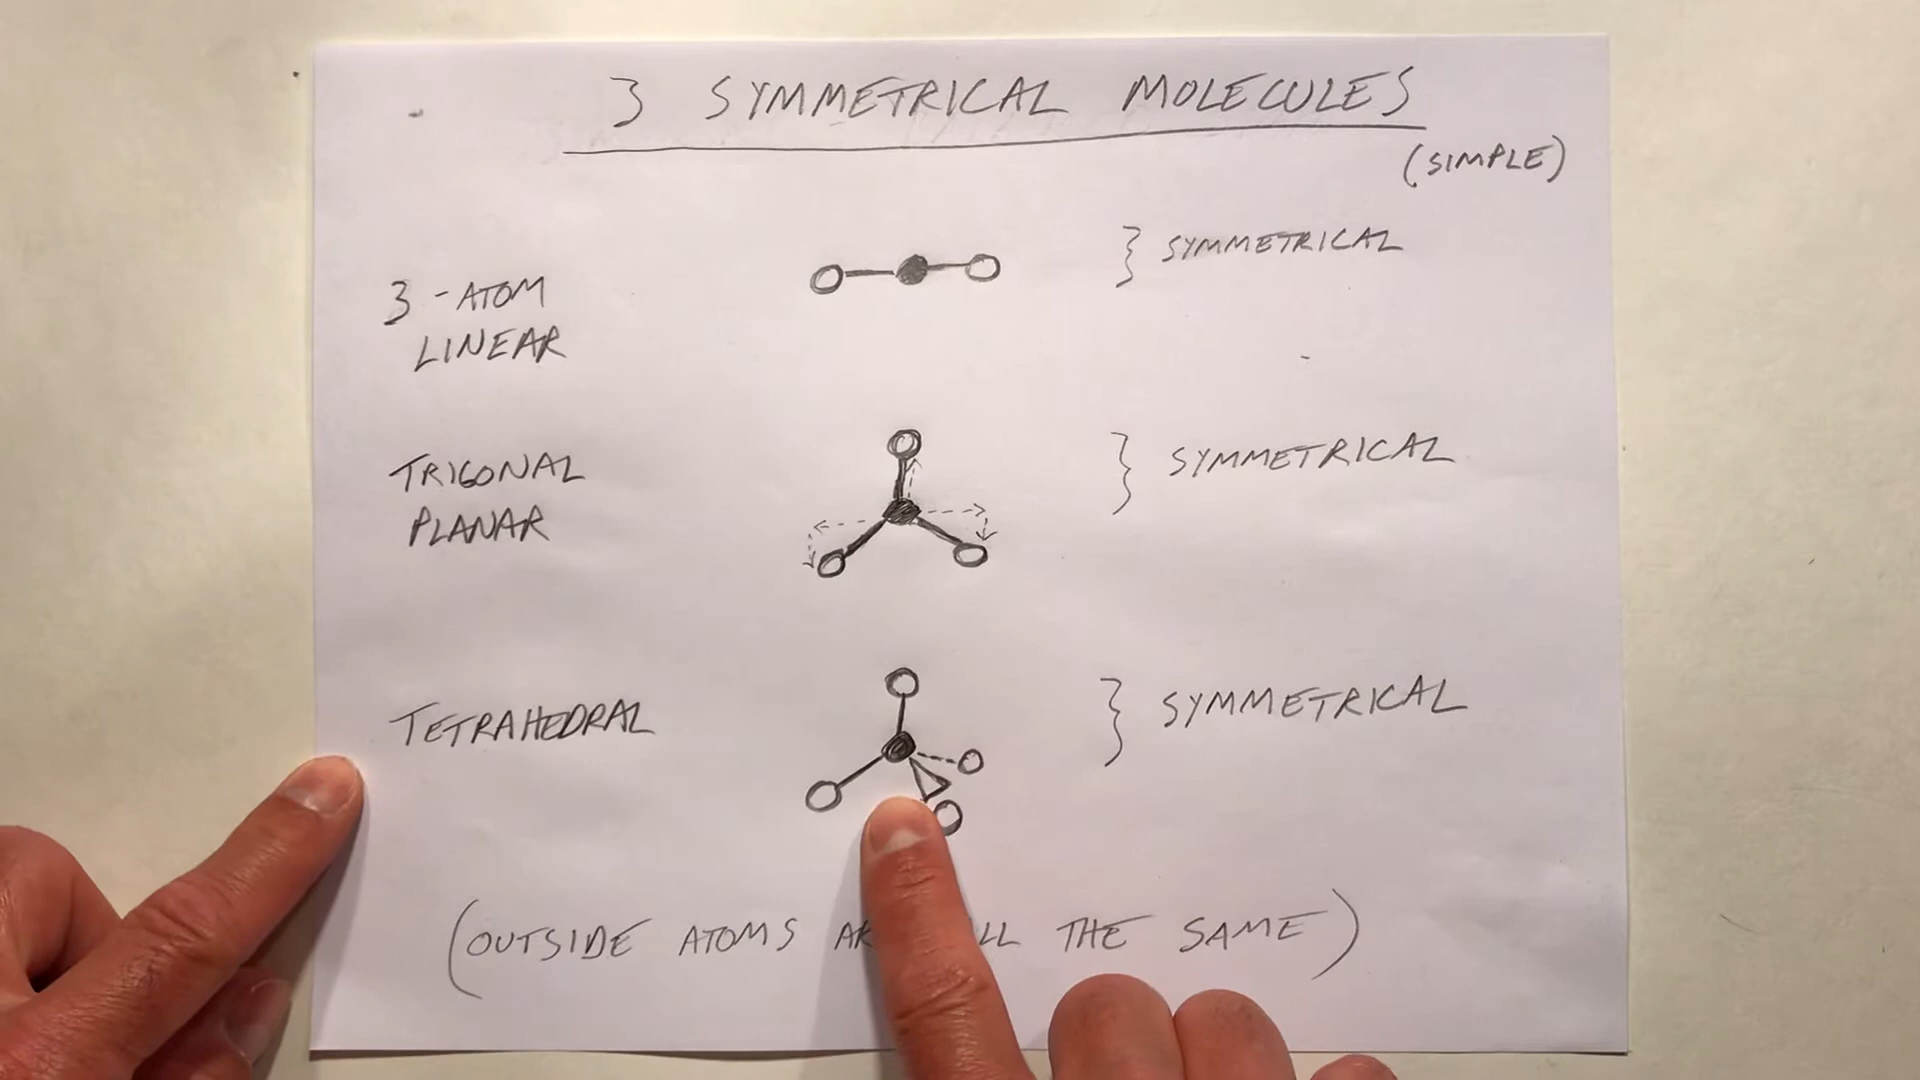 3 SYMMETRICAL MOLECULES
(SIMPLE)
3-ATOM
LINEAR
} SYMMETRICAL
TRIGONAL
PLANAR
} SYMMETRICAL
TETRAHEDRAL
} SYMMETRICAL
(OUTSIDE ATOMS THE SAME)